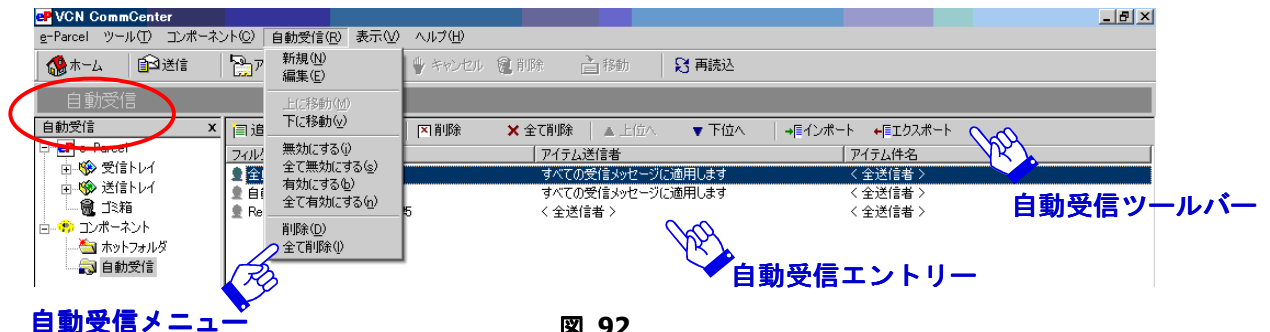 eP VCN CommCenter
e-Parcel ツール(T) コンポーネント(C) 自動受信(R) 表示(V) ヘルプ(H)
ホーム 送信 ア キャンセル 削除 移動 再読込
自動受信
自動受信 x
追 削除 全て削除 上位へ 下位へ インポート エクスポート
フィル アイテム送信者 アイテム件名
全 すべての受信メッセージに適用します < 全送信者 >
自 すべての受信メッセージに適用します < 全送信者 >
Re 5 < 全送信者 > < 全送信者 >
e-Parcel
受信トレイ
送信トレイ
ゴミ箱
コンポーネント
ホットフォルダ
自動受信
新規(N)
編集(E)
上に移動(M)
下に移動(v)
無効にする(i)
全て無効にする(s)
有効にする(b)
全て有効にする(n)
削除(D)
全て削除(l)
自動受信ツールバー
自動受信エントリー
自動受信メニュー
図 92